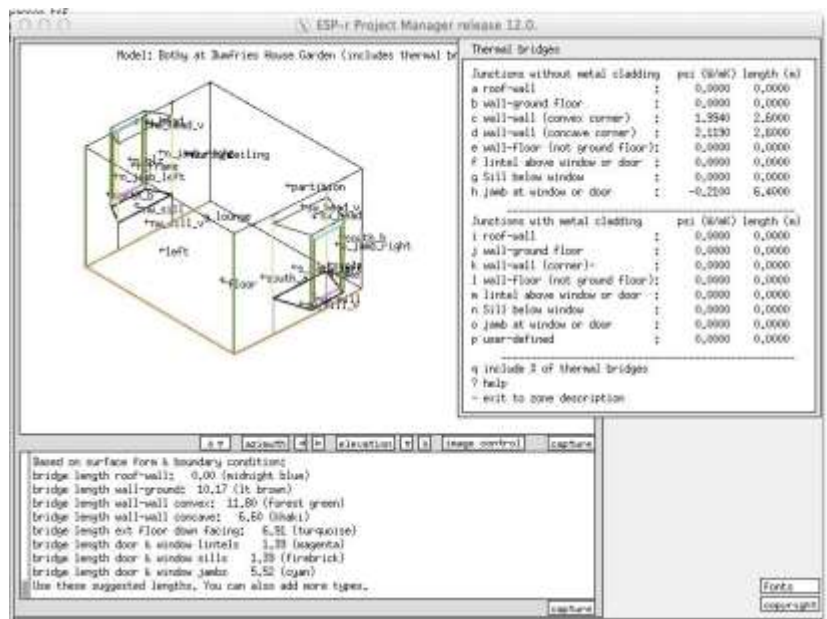 ESP-r Project Manager release 12.0.
Model: Bothy at Dumfries House Garden (includes thermal br
Thermal bridges
Junctions without metal cladding psi (W/mK) length (m)
a roof-wall : 0.0000 0.0000
b wall-ground floor : 0.0000 0.0000
c wall-wall (convex corner) : 1.9940 2.6000
d wall-wall (concave corner) : 2.1190 2.8000
e wall-floor (not ground floor): 0.0000 0.0000
f lintel above window or door : 0.0000 0.0000
g Sill below window : 0.0000 0.0000
h jamb at window or door : -0.2100 6.4000
Junctions with metal cladding psi (W/mK) length (m)
i roof-wall : 0.0000 0.0000
j wall-ground floor : 0.0000 0.0000
k wall-wall (corner)- : 0.0000 0.0000
l wall-floor (not ground floor): 0.0000 0.0000
m lintel above window or door : 0.0000 0.0000
n Sill below window : 0.0000 0.0000
o jamb at window or door : 0.0000 0.0000
p user-defined : 0.0000 0.0000
q include % of thermal bridges
? help
- exit to zone description
partition
left
floor
azimuth elevation image control capture
Based on surface form & boundary condition:
bridge length roof-wall: 0.00 (midnight blue)
bridge length wall-ground: 10.17 (lt brown)
bridge length wall-wall convex: 11.80 (forest green)
bridge length wall-wall concave: 6.60 (khaki)
bridge length ext floor down facing: 6.91 (turquoise)
bridge length door & window lintels 1.39 (magenta)
bridge length door & window sills 1.39 (firebrick)
bridge length door & window jambs 5.52 (cyan)
Use these suggested lengths. You can also add more types.
capture
Fonts
copyright